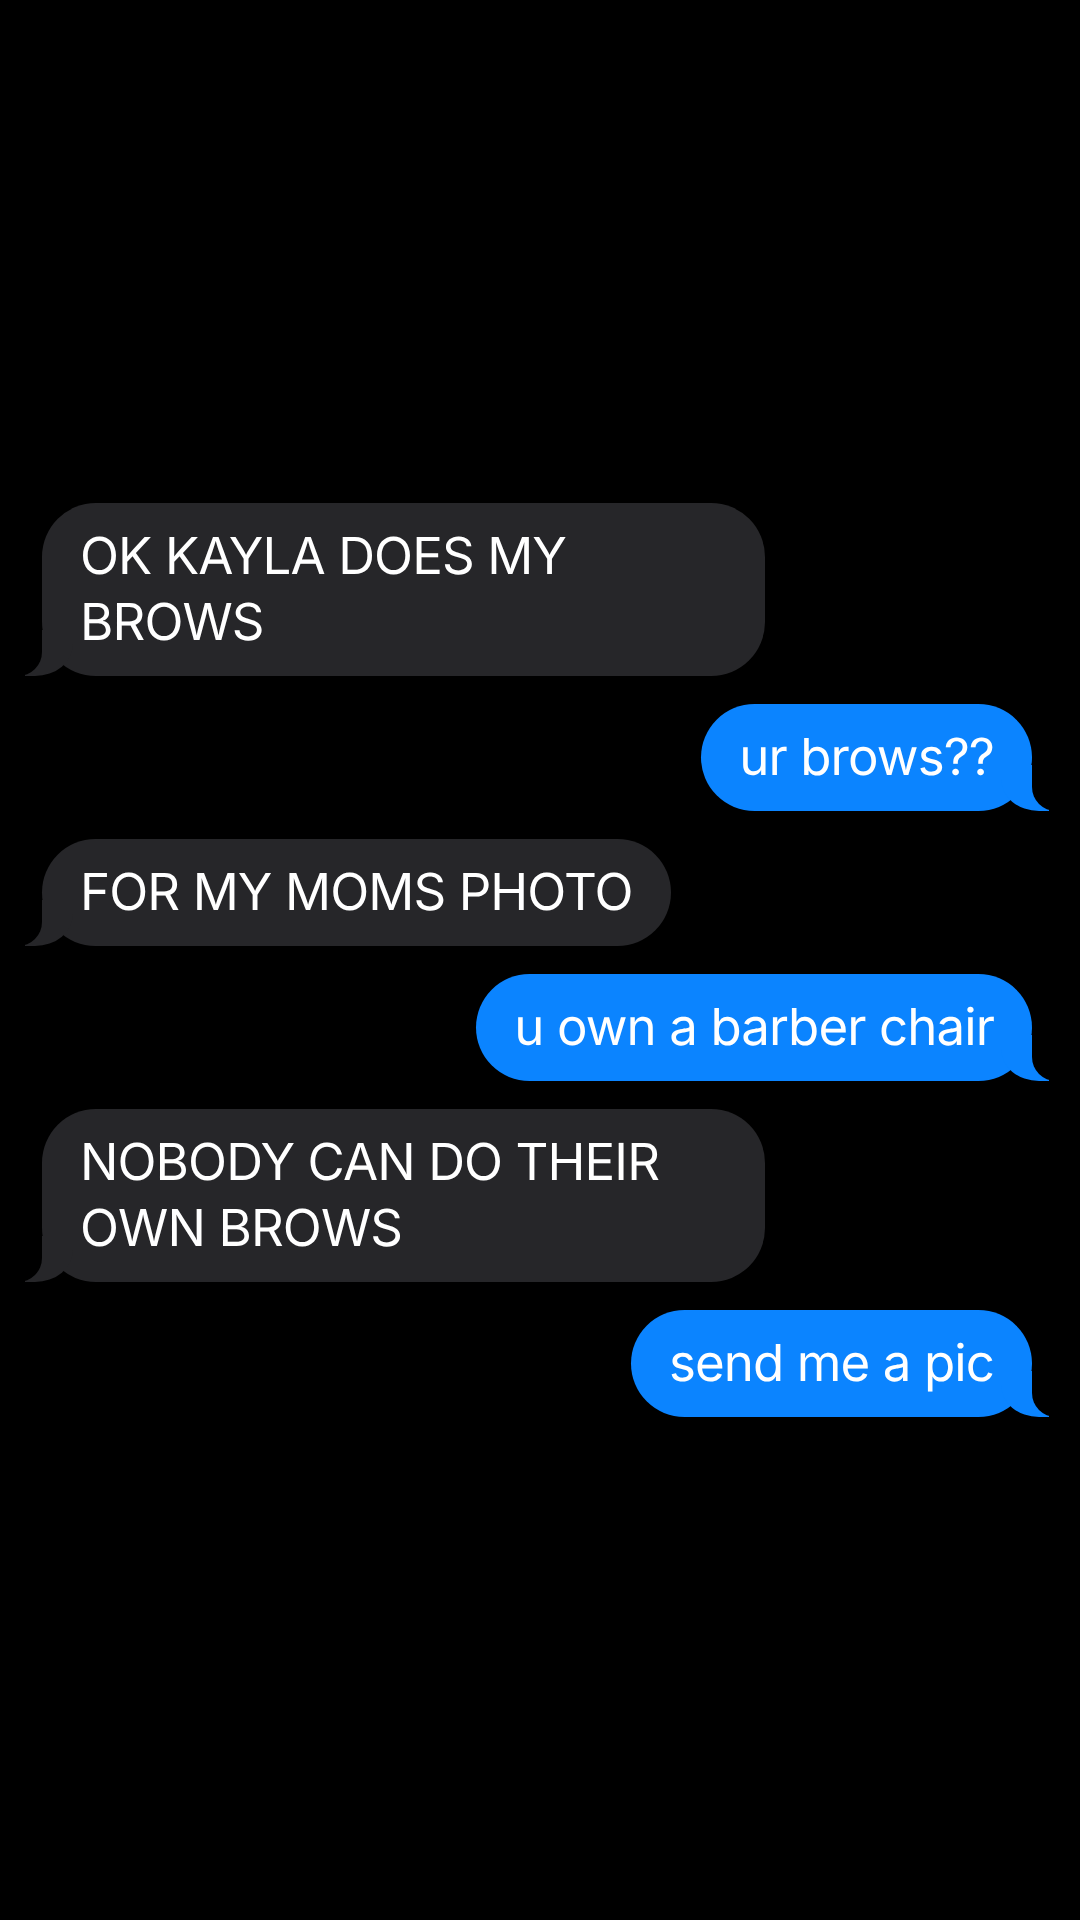 OK KAYLA DOES MY
BROWS
ur brows??
FOR MY MOMS PHOTO
u own a barber chair
NOBODY CAN DO THEIR
OWN BROWS
send me a pic